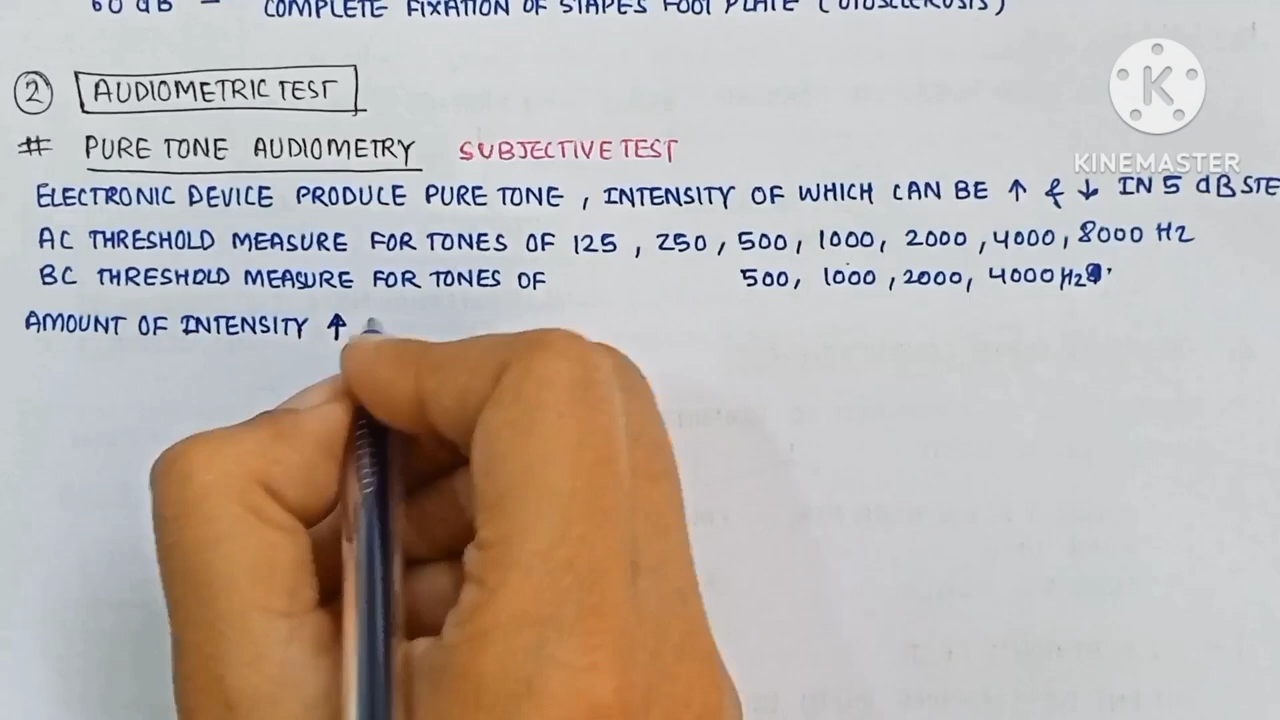 60 dB – COMPLETE FIXATION OF STAPES FOOT PLATE (OTOSCLEROSIS)
② AUDIOMETRIC TEST
# PURE TONE AUDIOMETRY SUBJECTIVE TEST
KINEMASTER
ELECTRONIC DEVICE PRODUCE PURE TONE , INTENSITY OF WHICH CAN BE ↑ & ↓ IN 5 dB STE
AC THRESHOLD MEASURE FOR TONES OF 125 , 250 , 500 , 1000 , 2000 , 4000 , 8000 HZ
BC THRESHOLD MEASURE FOR TONES OF 500 , 1000 , 2000 , 4000 HZ
AMOUNT OF INTENSITY ↑